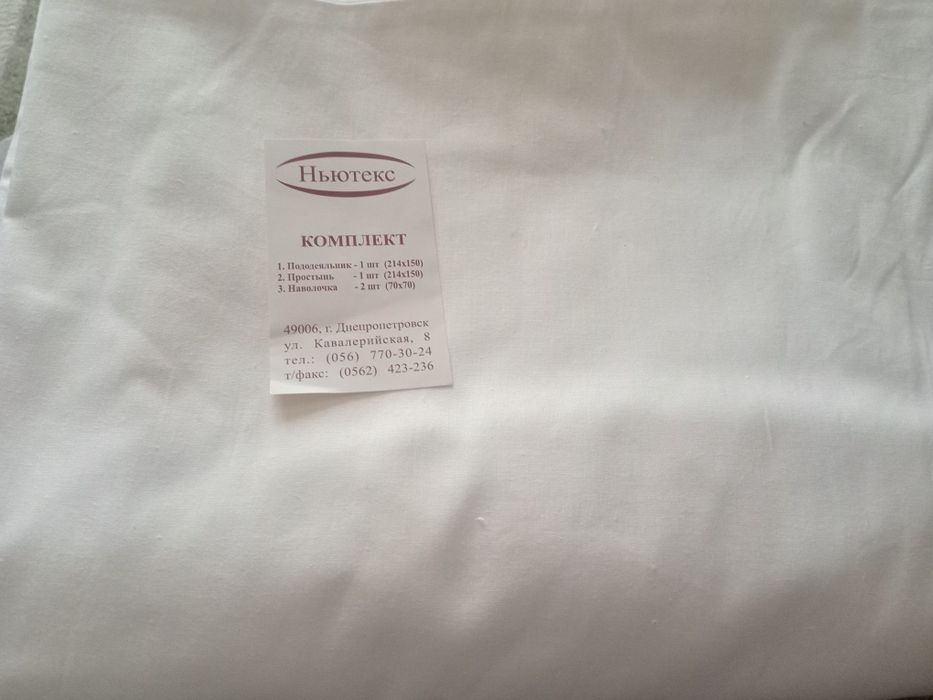 Ньютекс
КОМПЛЕКТ
1. Пододеяльник - 1 шт (214х150)
2. Простынь - 1 шт (214х150)
3. Наволочка - 2 шт (70х70)
49006, г. Днепропетровск
ул. Кавалерийская, 8
тел.: (056) 770-30-24
т/факс: (0562) 423-236